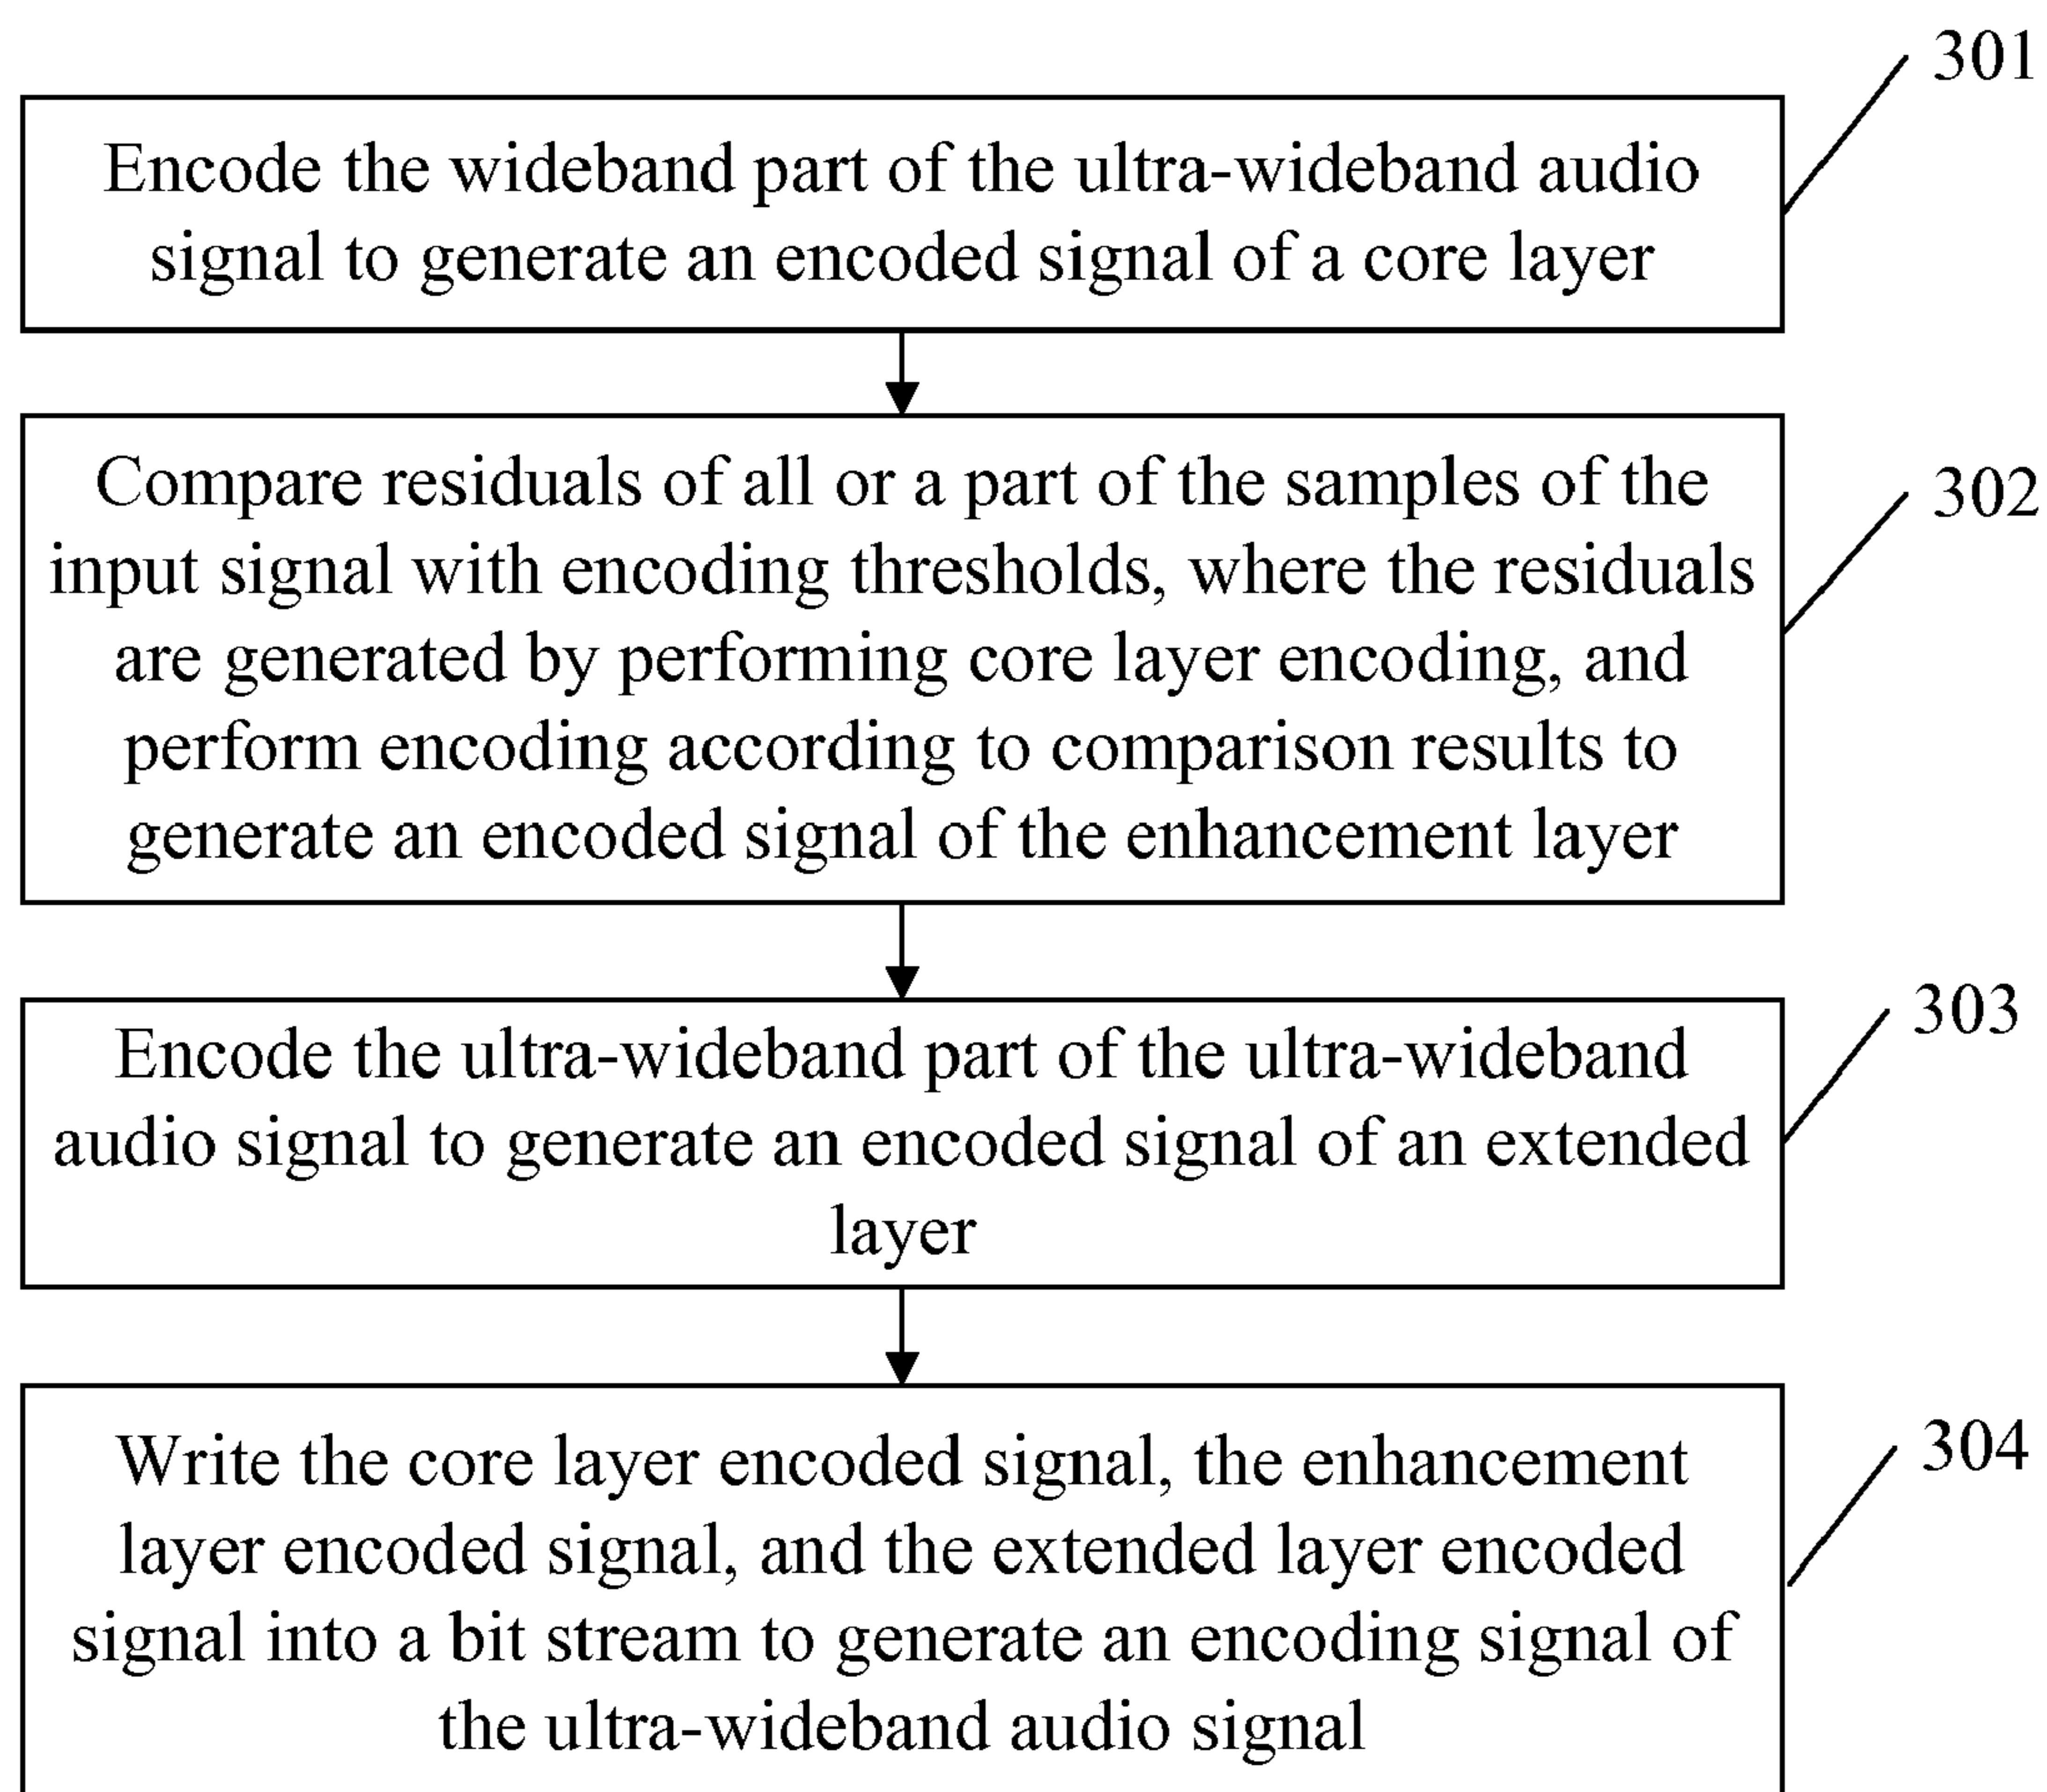 301
Encode the wideband part of the ultra-wideband audio
signal to generate an encoded signal of a core layer
302
Compare residuals of all or a part of the samples of the
input signal with encoding thresholds, where the residuals
are generated by performing core layer encoding, and
perform encoding according to comparison results to
generate an encoded signal of the enhancement layer
303
Encode the ultra-wideband part of the ultra-wideband
audio signal to generate an encoded signal of an extended
layer
304
Write the core layer encoded signal, the enhancement
layer encoded signal, and the extended layer encoded
signal into a bit stream to generate an encoding signal of
the ultra-wideband audio signal